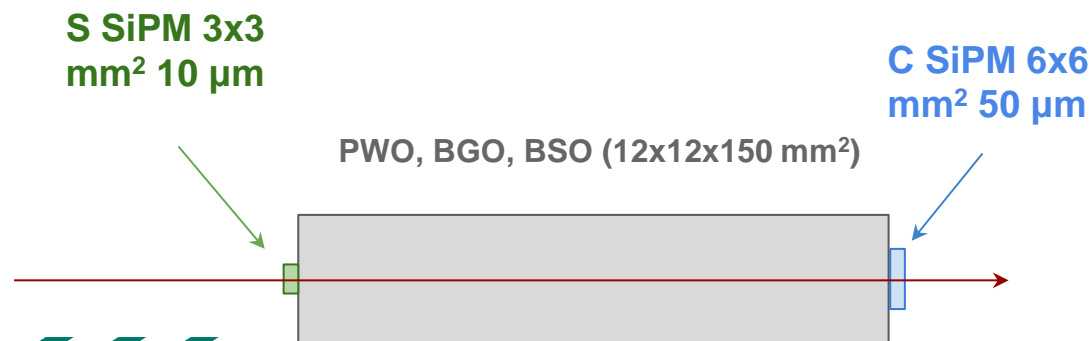 S SiPM 3x3
mm² 10 µm
C SiPM 6x6
mm² 50 µm
PWO, BGO, BSO (12x12x150 mm²)